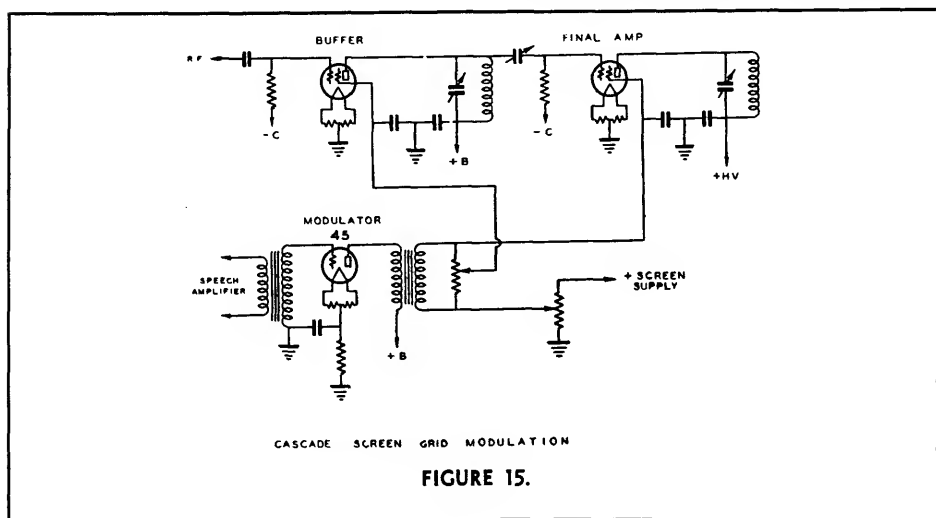 BUFFER
FINAL AMP
RF
-C
+B
-C
+HV
MODULATOR
45
SPEECH
AMPLIFIER
+B
+ SCREEN
SUPPLY
CASCADE SCREEN GRID MODULATION
FIGURE 15.